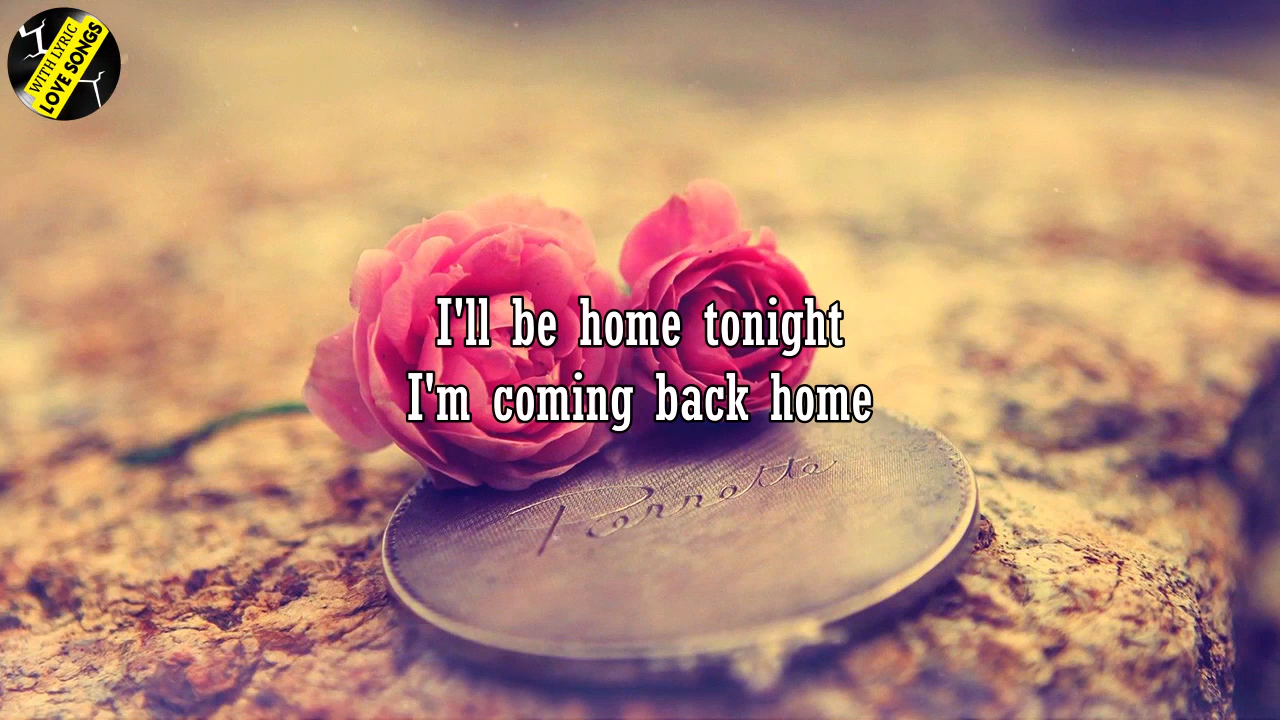 WITH LYRIC
LOVE SONGS
I'll be home tonight
I'm coming back home